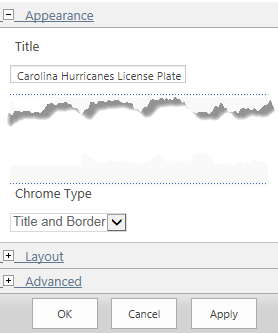 Appearance
Title
Carolina Hurricanes License Plate
Chrome Type
Title and Border
Layout
Advanced
OK Cancel Apply